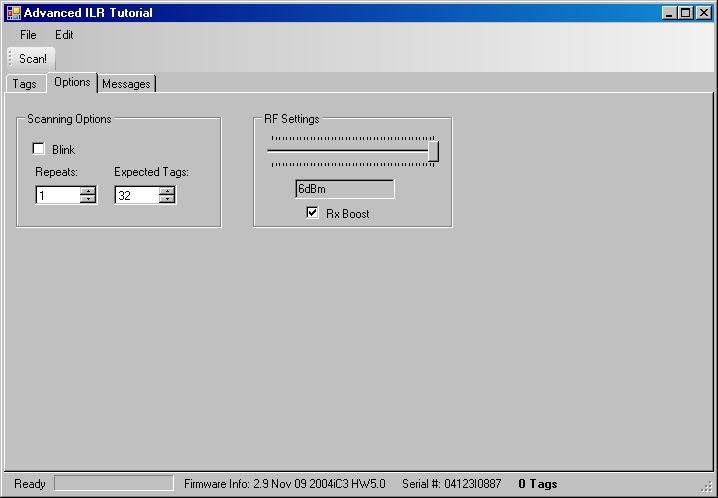 Advanced ILR Tutorial
File Edit
Scan!
Tags Options Messages
Scanning Options
Blink
Repeats: Expected Tags:
1 32
RF Settings
6dBm
Rx Boost
Ready Firmware Info: 2.9 Nov 09 2004iC3 HW5.0 Serial #: 04123I0887 0 Tags